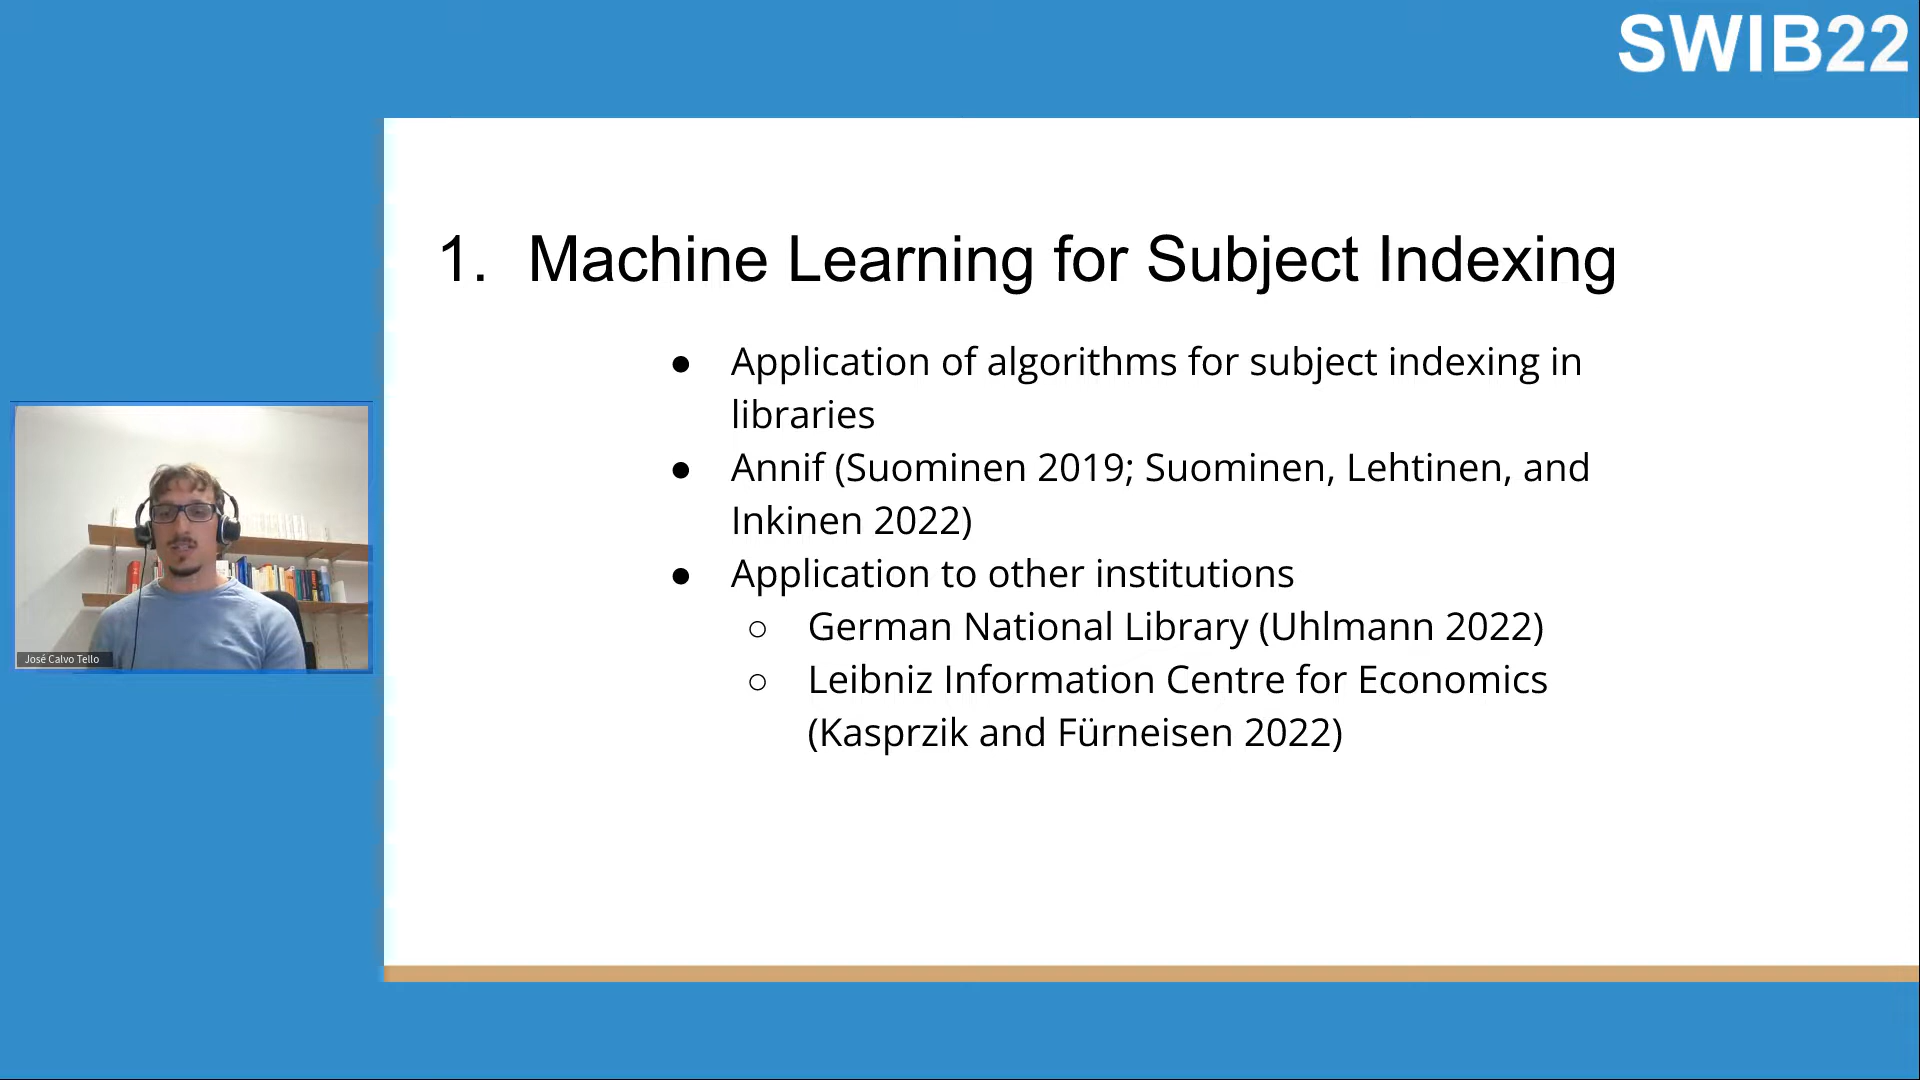 SWIB22
1. Machine Learning for Subject Indexing
● Application of algorithms for subject indexing in
libraries
● Annif (Suominen 2019; Suominen, Lehtinen, and
Inkinen 2022)
● Application to other institutions
○ German National Library (Uhlmann 2022)
○ Leibniz Information Centre for Economics
(Kasprzik and Fürneisen 2022)
José Calvo Tello